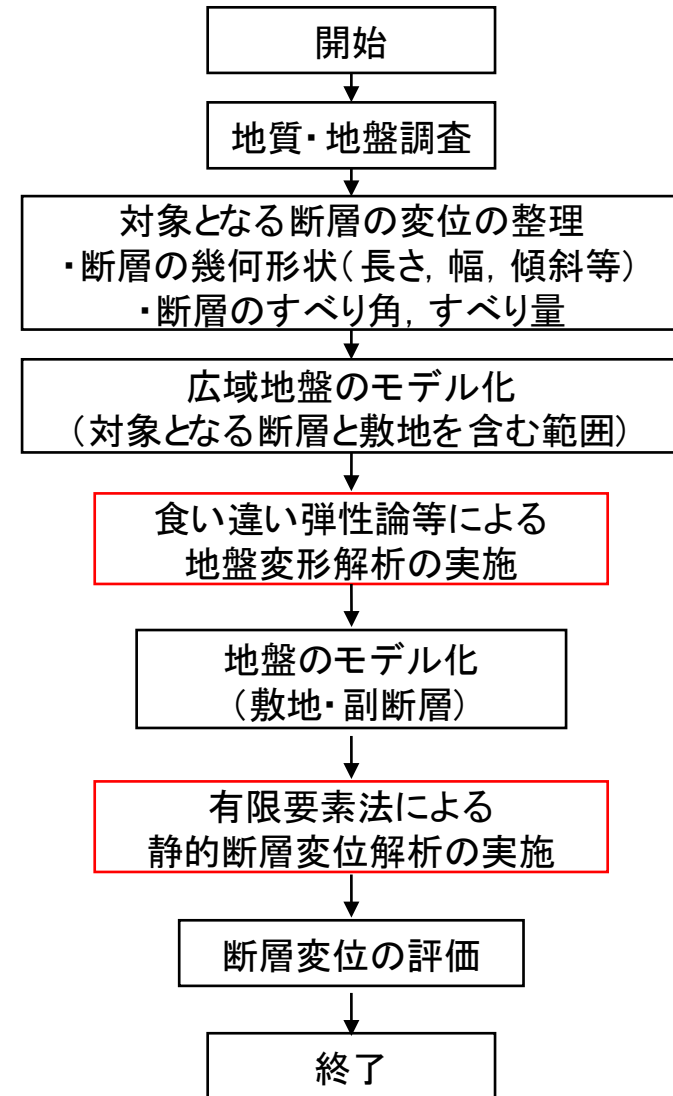 開始
地質・地盤調査
対象となる断層の変位の整理
・断層の幾何形状(長さ,幅,傾斜等)
・断層のすべり角,すべり量
広域地盤のモデル化
(対象となる断層と敷地を含む範囲)
食い違い弾性論等による
地盤変形解析の実施
地盤のモデル化
(敷地・副断層)
有限要素法による
静的断層変位解析の実施
断層変位の評価
終了